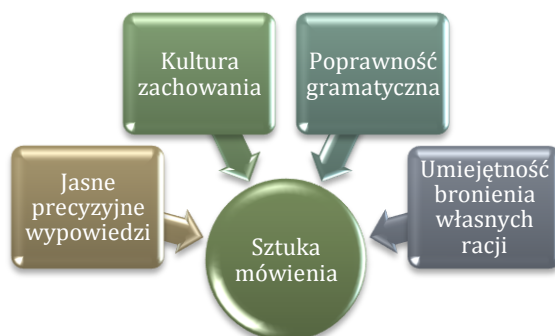 Kultura
zachowania
Poprawność
gramatyczna
Jasne
precyzyjne
wypowiedzi
Umiejętność
bronienia
własnych
racji
Sztuka
mówienia